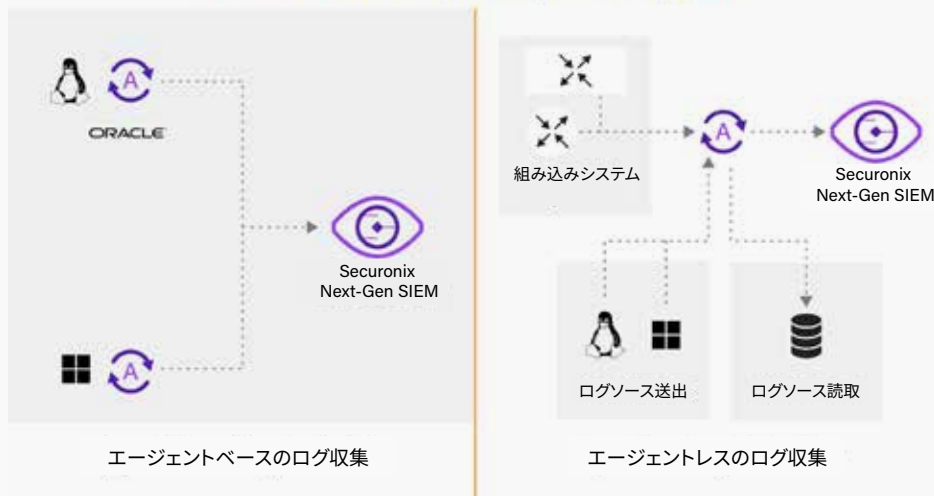 A
ORACLE
Securonix
Next-Gen SIEM
A
エージェントベースのログ収集
組み込みシステム
A
Securonix
Next-Gen SIEM
ログソース送出
ログソース読取
エージェントレスのログ収集